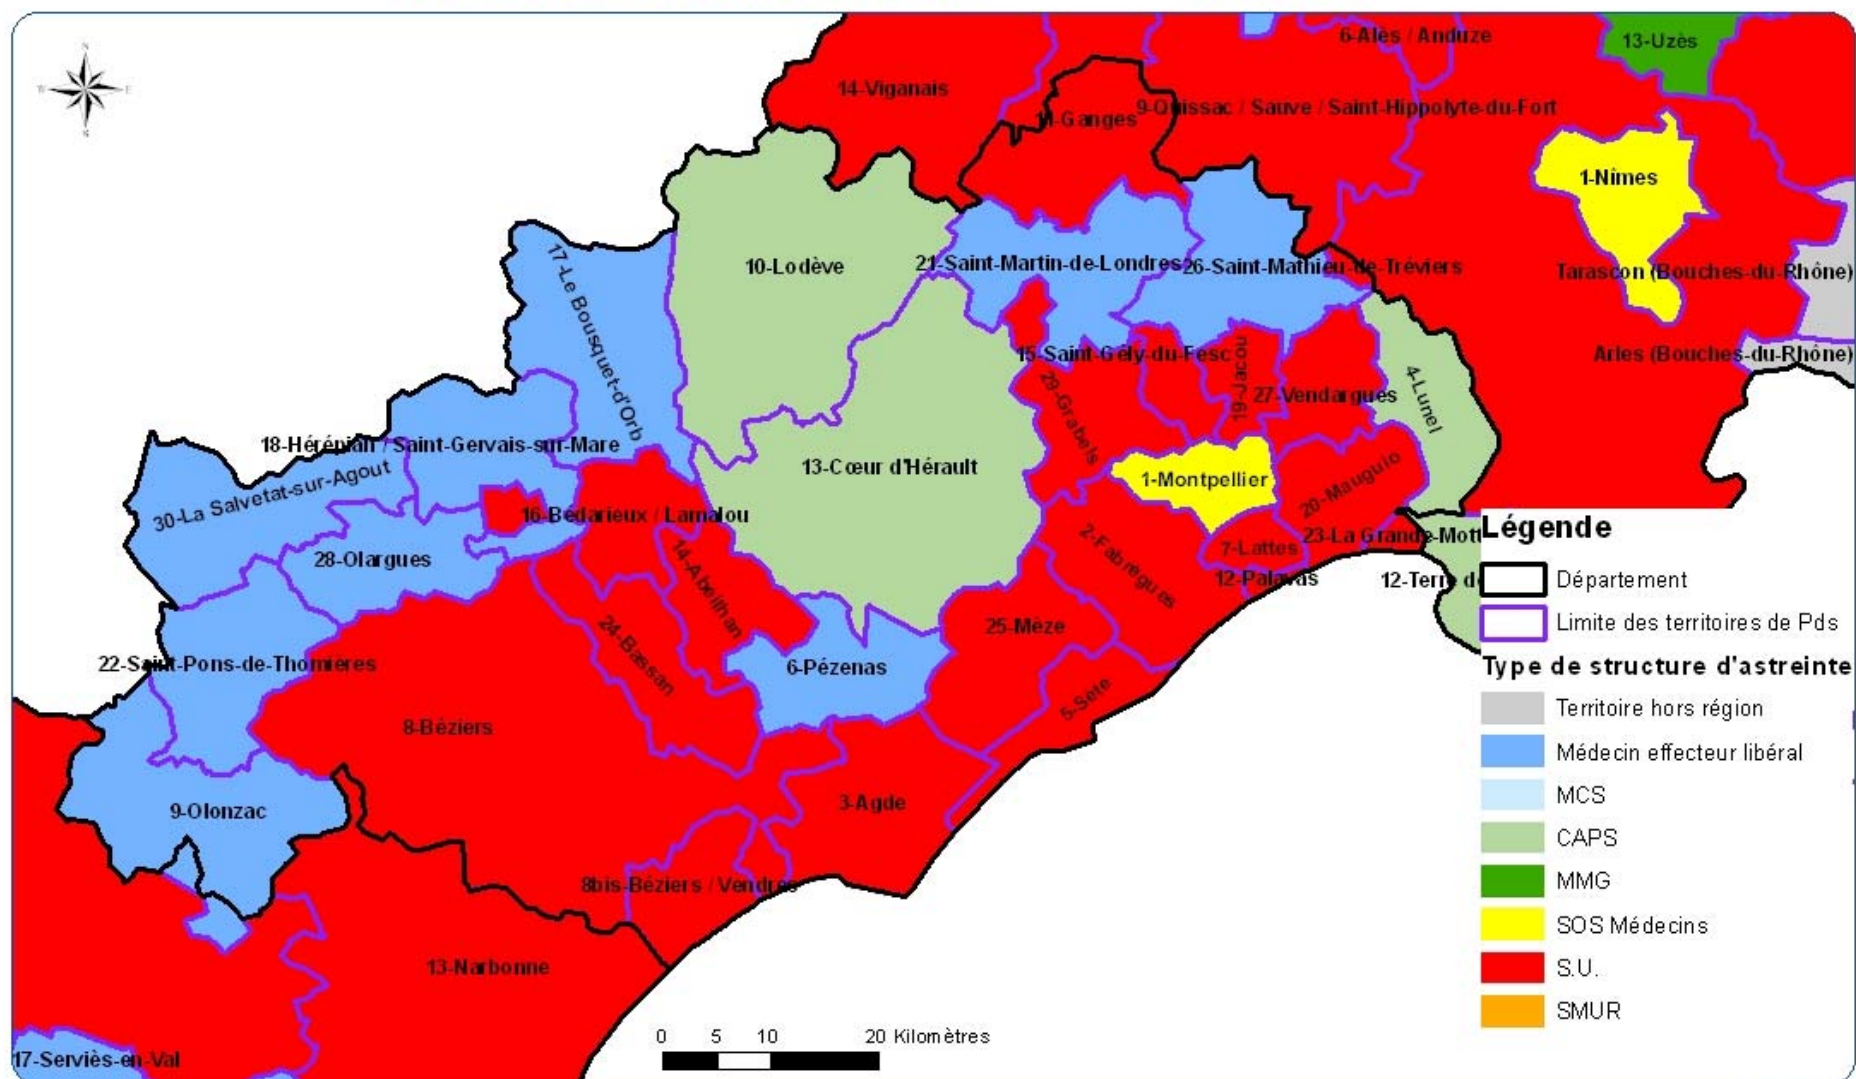 N
W E
S
6-Ales / Anduze
13-Uzès
14-Viganais
11-Ganges
9-Quissac / Sauve / Saint-Hippolyte-du-Fort
1-Nîmes
10-Lodève
21-Saint-Martin-de-Londres
26-Saint-Mathieu-de-Tréviers
Tarascon (Bouches-du-Rhône)
17-Le Bousquet-d'Orb
15-Saint-Gély-du-Fesc
19-Jacou
Arles (Bouches-du-Rhône)
29-Grabels
27-Vendargues
4-Lunel
18-Hérépian / Saint-Gervais-sur-Mare
13-Cœur d'Hérault
1-Montpellier
20-Mauguio
30-La Salvetat-sur-Agout
16-Bédarieux / Lamalou
28-Olargues
14-Abeilhan
2-Fabrègues
7-Lattes
23-La Grande-Mott
12-Palavas
12-Terre de
24-Bassan
25-Mèze
22-Saint-Pons-de-Thomières
6-Pézenas
5-Sète
8-Béziers
9-Olonzac
3-Agde
8bis-Béziers / Vendres
13-Narbonne
17-Serviès-en-Val
0 5 10 20 Kilomètres
Légende
Département
Limite des territoires de Pds
Type de structure d'astreinte
Territoire hors région
Médecin effecteur libéral
MCS
CAPS
MMG
SOS Médecins
S.U.
SMUR